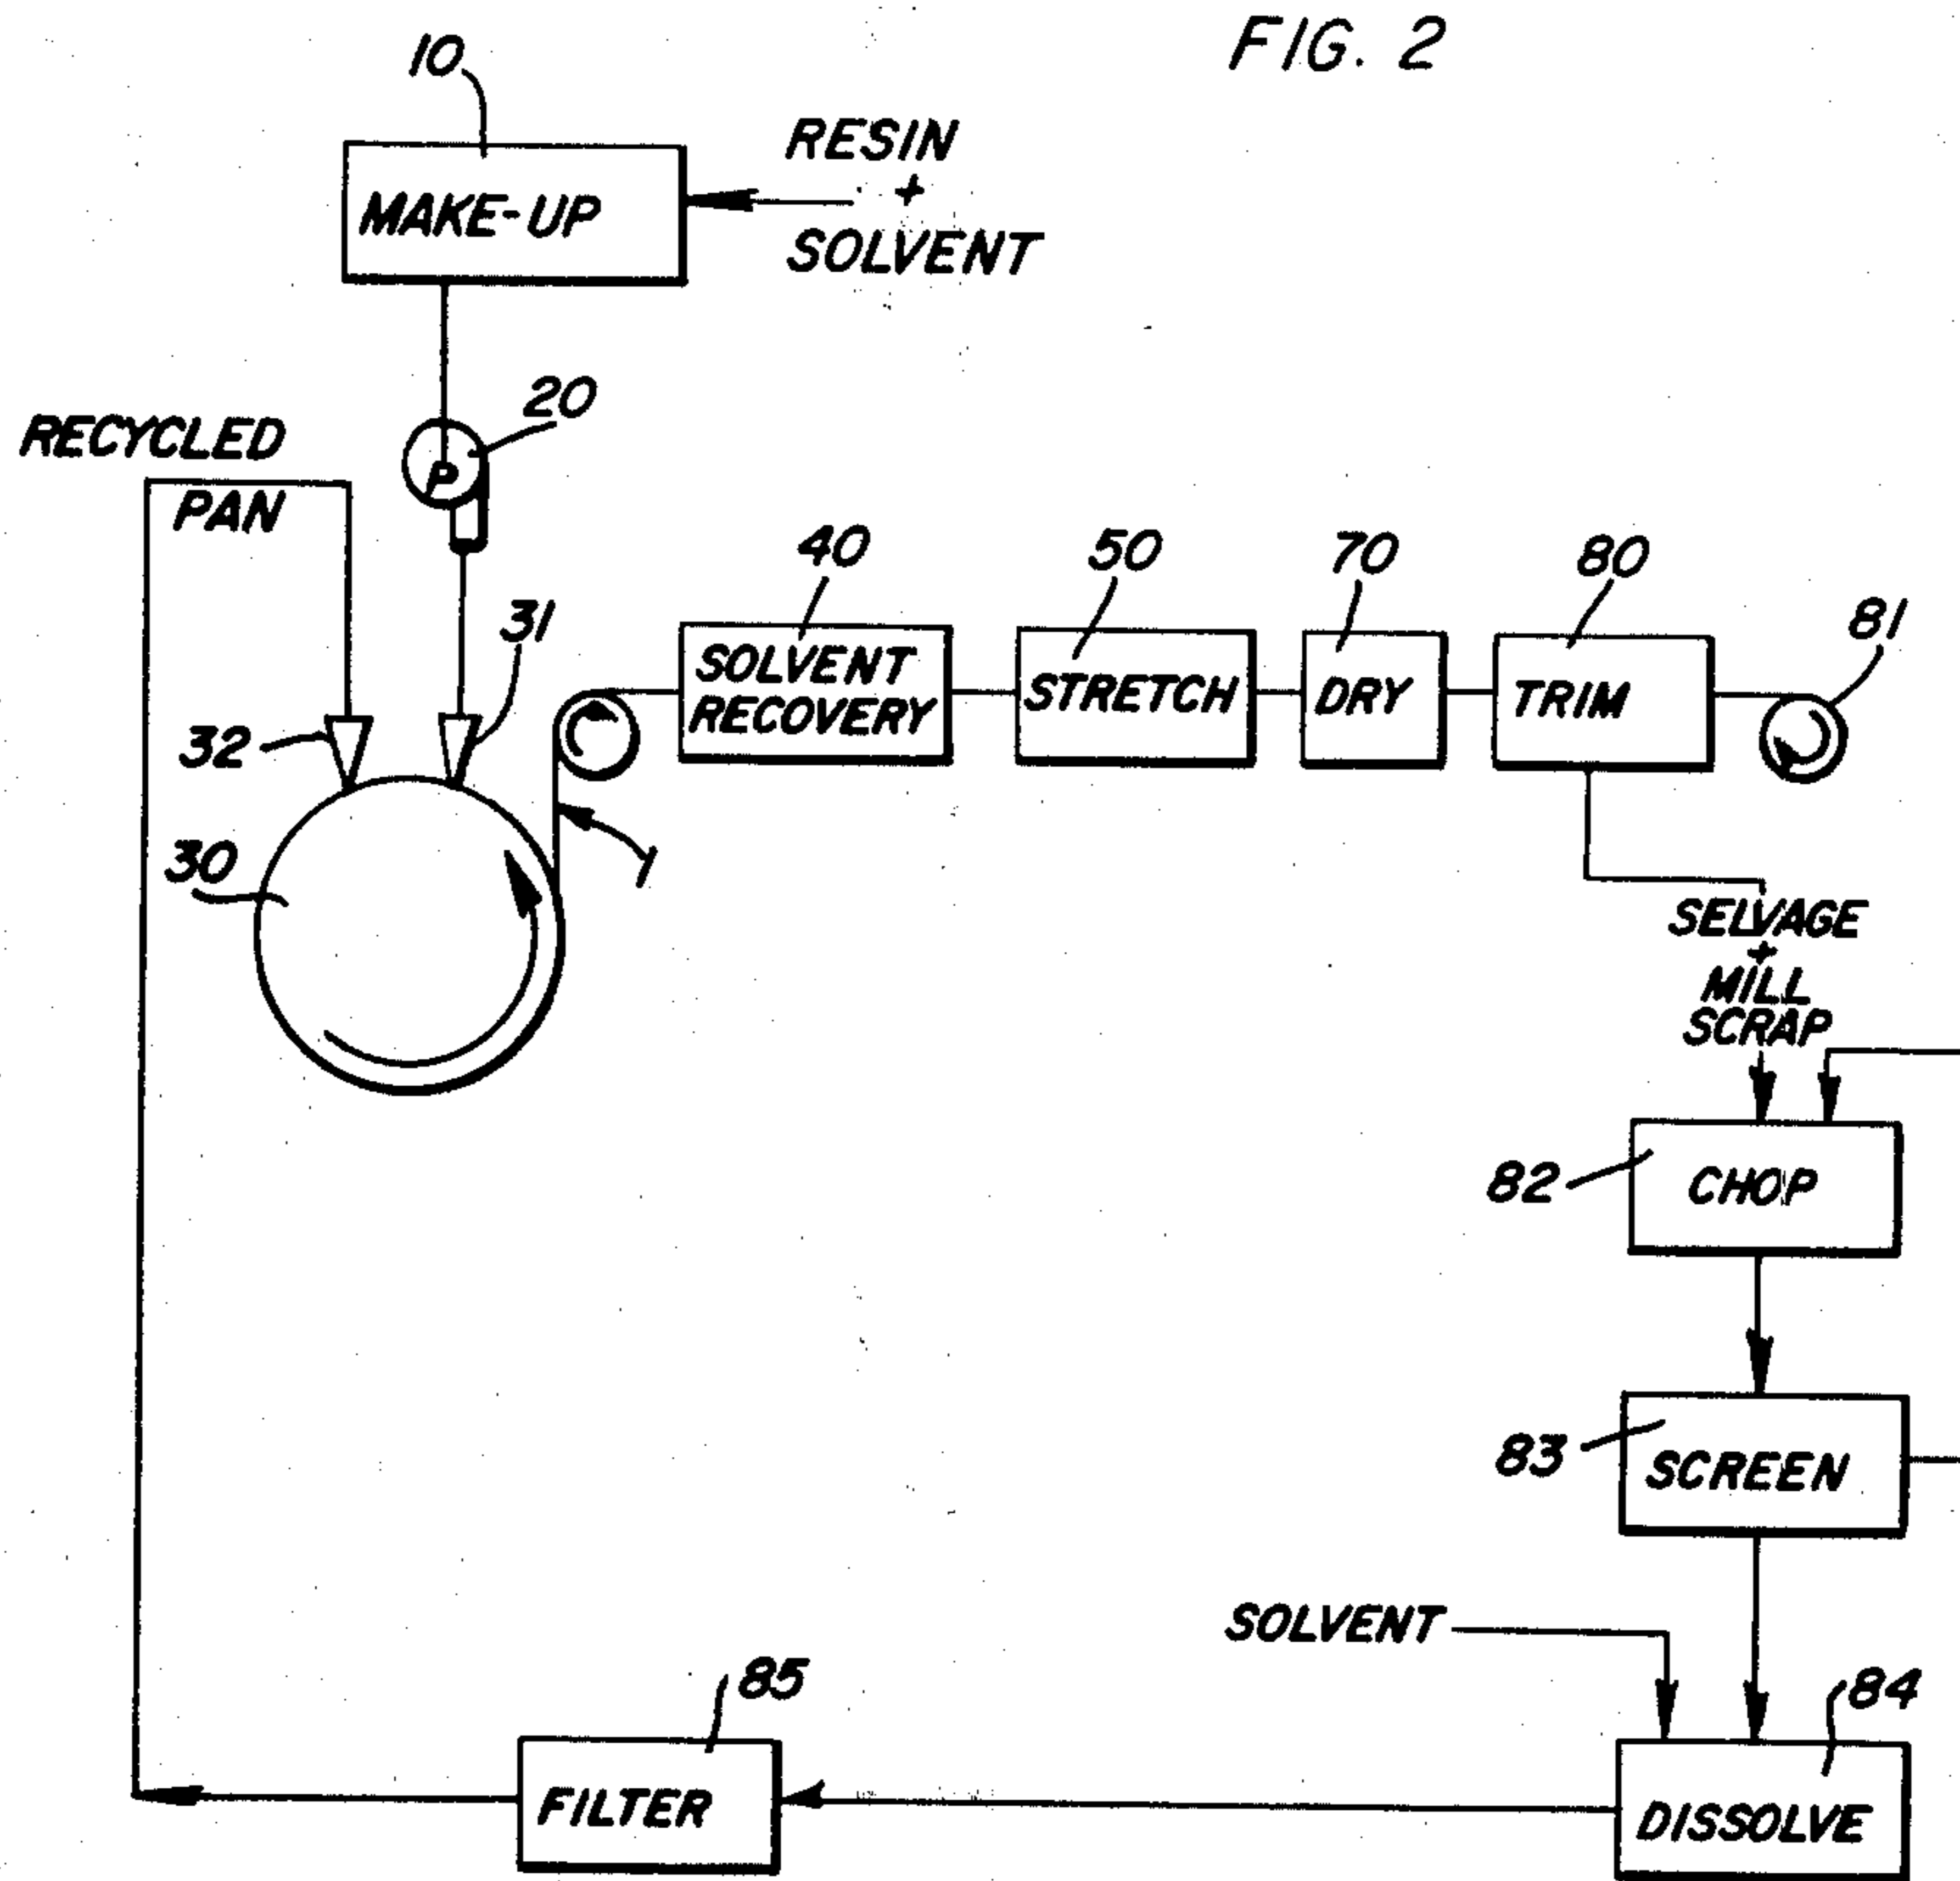 FIG. 2
10
RESIN
+
SOLVENT
MAKE-UP
20
P
RECYCLED
PAN
31
32
30
1
40
SOLVENT
RECOVERY
50
STRETCH
70
DRY
80
TRIM
81
SELVAGE
+
MILL
SCRAP
82
CHOP
83
SCREEN
SOLVENT
84
DISSOLVE
85
FILTER